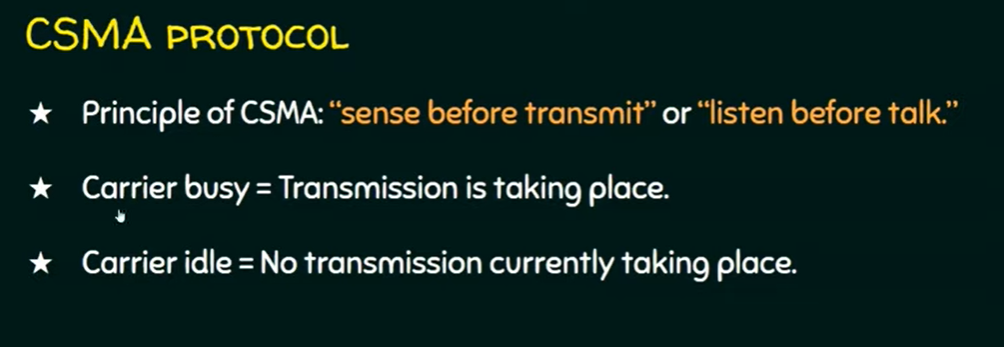 CSMA PROTOCOL
★ Principle of CSMA: “sense before transmit” or “listen before talk.”
★ Carrier busy = Transmission is taking place.
★ Carrier idle = No transmission currently taking place.